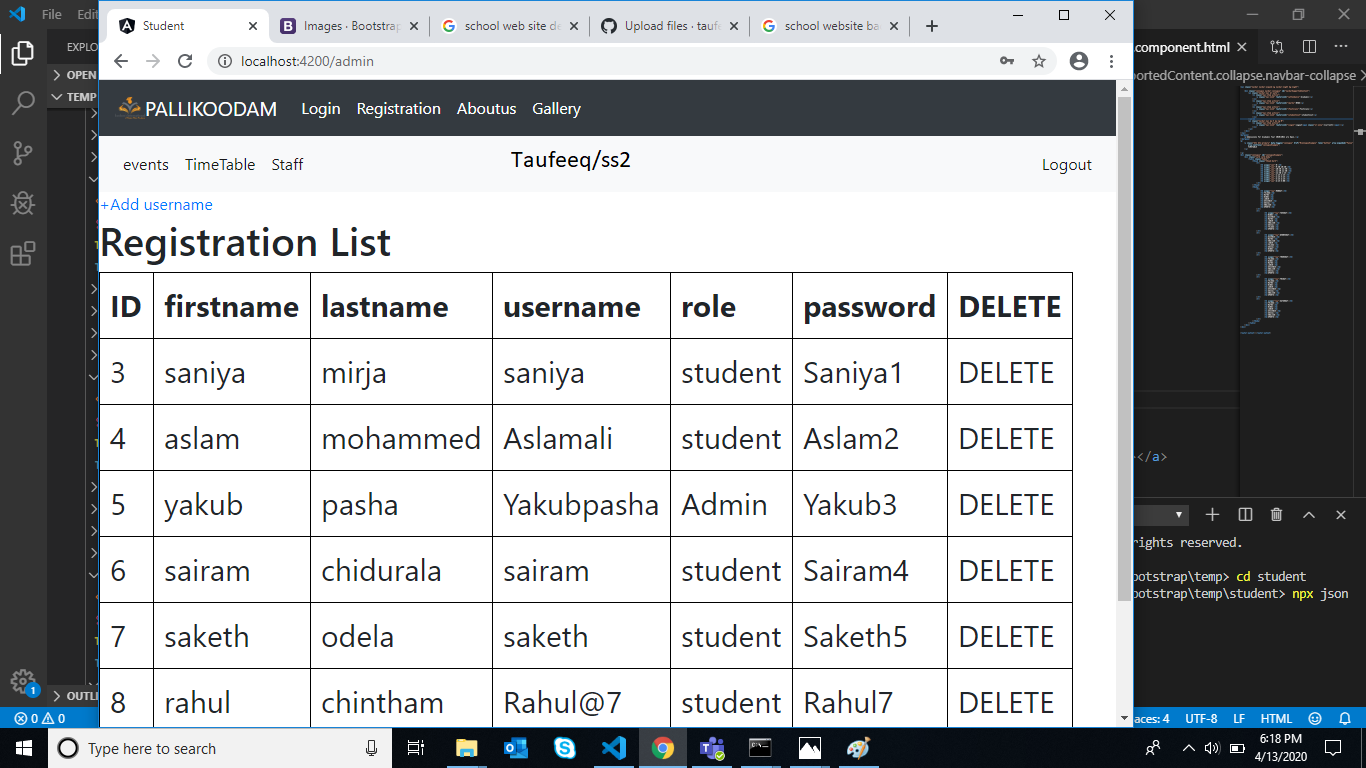 File Edit
Student
Images · Bootstrap
school web site de
Upload files · taufe
school website ba
localhost:4200/admin
EXPLO
OPEN
TEMP
OUTLI
.component.html
portedContent.collapse.navbar-collapse
PALLIKOODAM Login Registration Aboutus Gallery
events TimeTable Staff Taufeeq/ss2 Logout
+Add username
Registration List
ID firstname lastname username role password DELETE
3 saniya mirja saniya student Saniya1 DELETE
4 aslam mohammed Aslamali student Aslam2 DELETE
5 yakub pasha Yakubpasha Admin Yakub3 DELETE
6 sairam chidurala sairam student Sairam4 DELETE
7 saketh odela saketh student Saketh5 DELETE
8 rahul chintham Rahul@7 student Rahul7 DELETE
></a>
rights reserved.
ootstrap\temp> cd student
ootstrap\temp\student> npx json
1
0 0
aces: 4 UTF-8 LF HTML
Type here to search
6:18 PM
4/13/2020